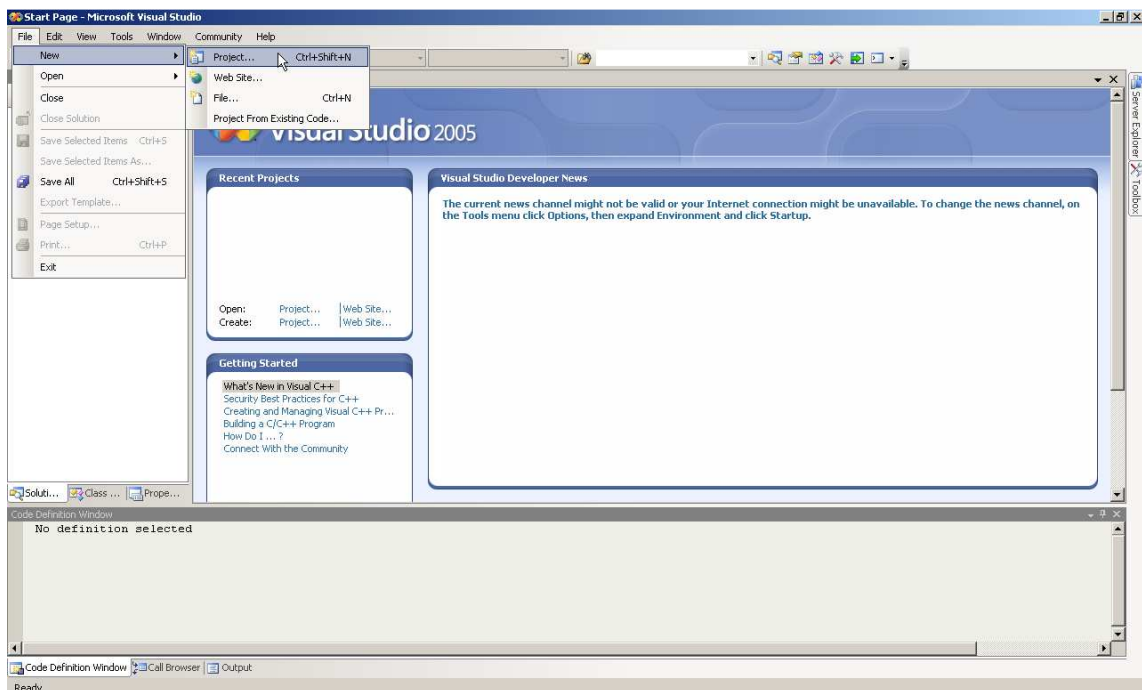 Start Page - Microsoft Visual Studio
File Edit View Tools Window Community Help
New
Open
Close
Close Solution
Save Selected Items Ctrl+S
Save Selected Items As...
Save All Ctrl+Shift+S
Export Template...
Page Setup...
Print... Ctrl+P
Exit
Project... Ctrl+Shift+N
Web Site...
File... Ctrl+N
Project From Existing Code...
Visual Studio 2005
Recent Projects
Open: Project... Web Site...
Create: Project... Web Site...
Getting Started
What's New in Visual C++
Security Best Practices for C++
Creating and Managing Visual C++ Pr...
Building a C/C++ Program
How Do I ... ?
Connect With the Community
Visual Studio Developer News
The current news channel might not be valid or your Internet connection might be unavailable. To change the news channel, on
the Tools menu click Options, then expand Environment and click Startup.
Server Explorer
Toolbox
Soluti... Class ... Prope...
Code Definition Window
No definition selected
Code Definition Window Call Browser Output
Ready